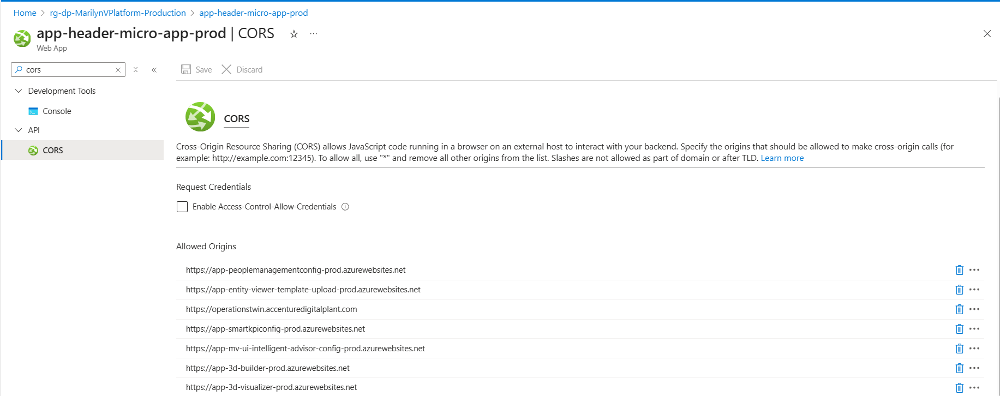 Home > rg-dp-MarilynVPlatform-Production > app-header-micro-app-prod
app-header-micro-app-prod | CORS
Web App
cors
Save Discard
Development Tools
Console
API
CORS
CORS
Cross-Origin Resource Sharing (CORS) allows JavaScript code running in a browser on an external host to interact with your backend. Specify the origins that should be allowed to make cross-origin calls (for
example: http://example.com:12345). To allow all, use "*" and remove all other origins from the list. Slashes are not allowed as part of domain or after TLD. Learn more
Request Credentials
Enable Access-Control-Allow-Credentials
Allowed Origins
https://app-peoplemanagementconfig-prod.azurewebsites.net
https://app-entity-viewer-template-upload-prod.azurewebsites.net
https://operationstwin.accenturedigitalplant.com
https://app-smartkpiconfig-prod.azurewebsites.net
https://app-mv-ui-intelligent-advisor-config-prod.azurewebsites.net
https://app-3d-builder-prod.azurewebsites.net
https://app-3d-visualizer-prod.azurewebsites.net